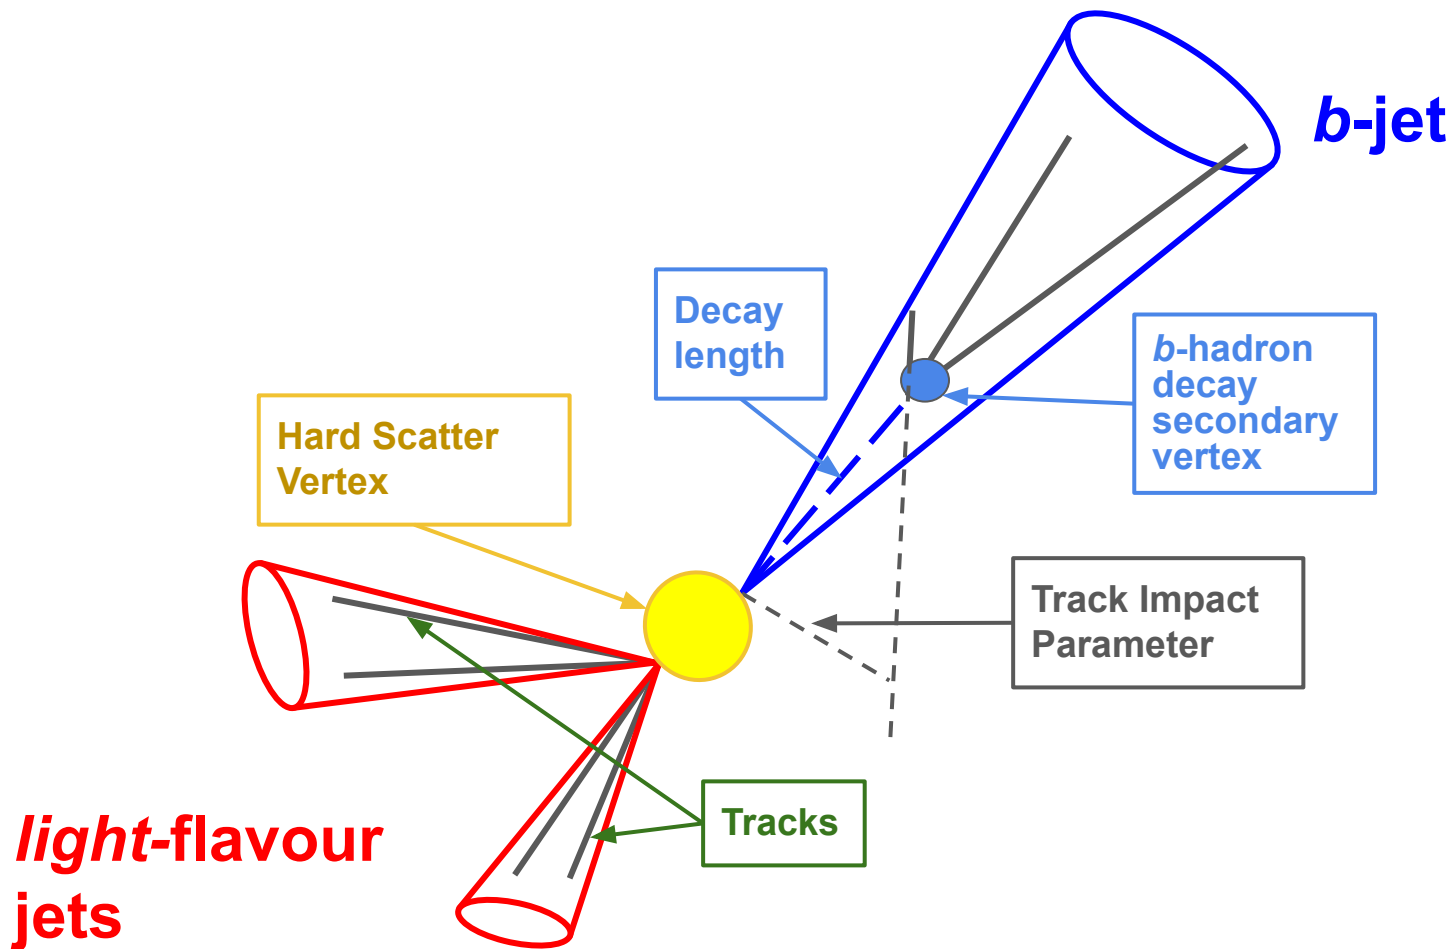 b-jet
Decay
length
b-hadron
decay
secondary
vertex
Hard Scatter
Vertex
Track Impact
Parameter
Tracks
light-flavour
jets